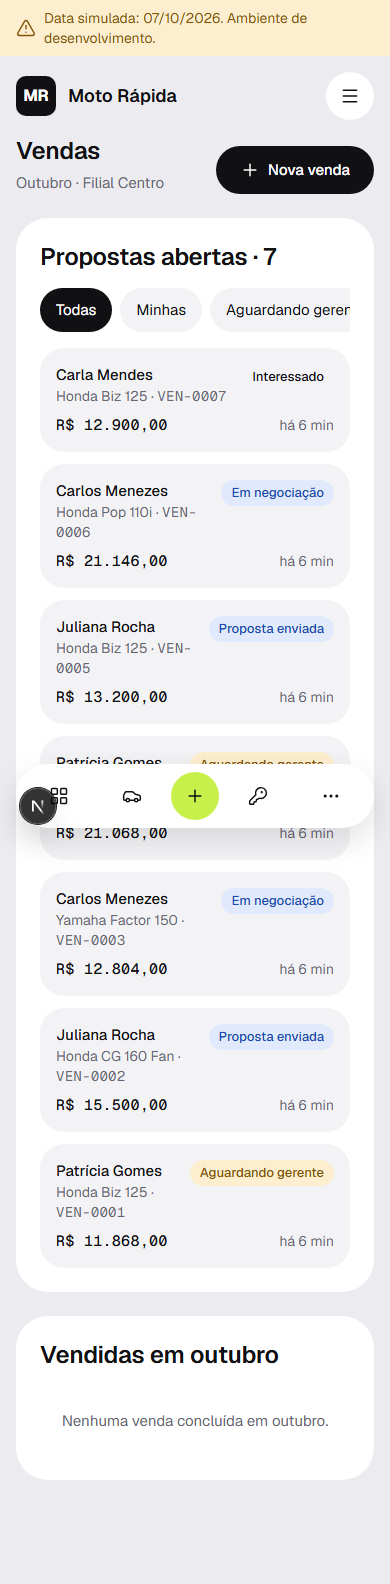 Data simulada: 07/10/2026. Ambiente de
desenvolvimento.
MR
Moto Rápida
Vendas
Outubro · Filial Centro
Nova venda
Propostas abertas · 7
Todas
Minhas
Aguardando geren
Carla Mendes
Interessado
Honda Biz 125 · VEN-0007
R$ 12.900,00
há 6 min
Carlos Menezes
Em negociação
Honda Pop 110i · VEN-
0006
R$ 21.146,00
há 6 min
Juliana Rocha
Proposta enviada
Honda Biz 125 · VEN-
0005
R$ 13.200,00
há 6 min
Patrícia Gomes
Aguardando gerente
N
R$ 21.068,00
há 6 min
Carlos Menezes
Em negociação
Yamaha Factor 150 ·
VEN-0003
R$ 12.804,00
há 6 min
Juliana Rocha
Proposta enviada
Honda CG 160 Fan ·
VEN-0002
R$ 15.500,00
há 6 min
Patrícia Gomes
Aguardando gerente
Honda Biz 125 ·
VEN-0001
R$ 11.868,00
há 6 min
Vendidas em outubro
Nenhuma venda concluída em outubro.